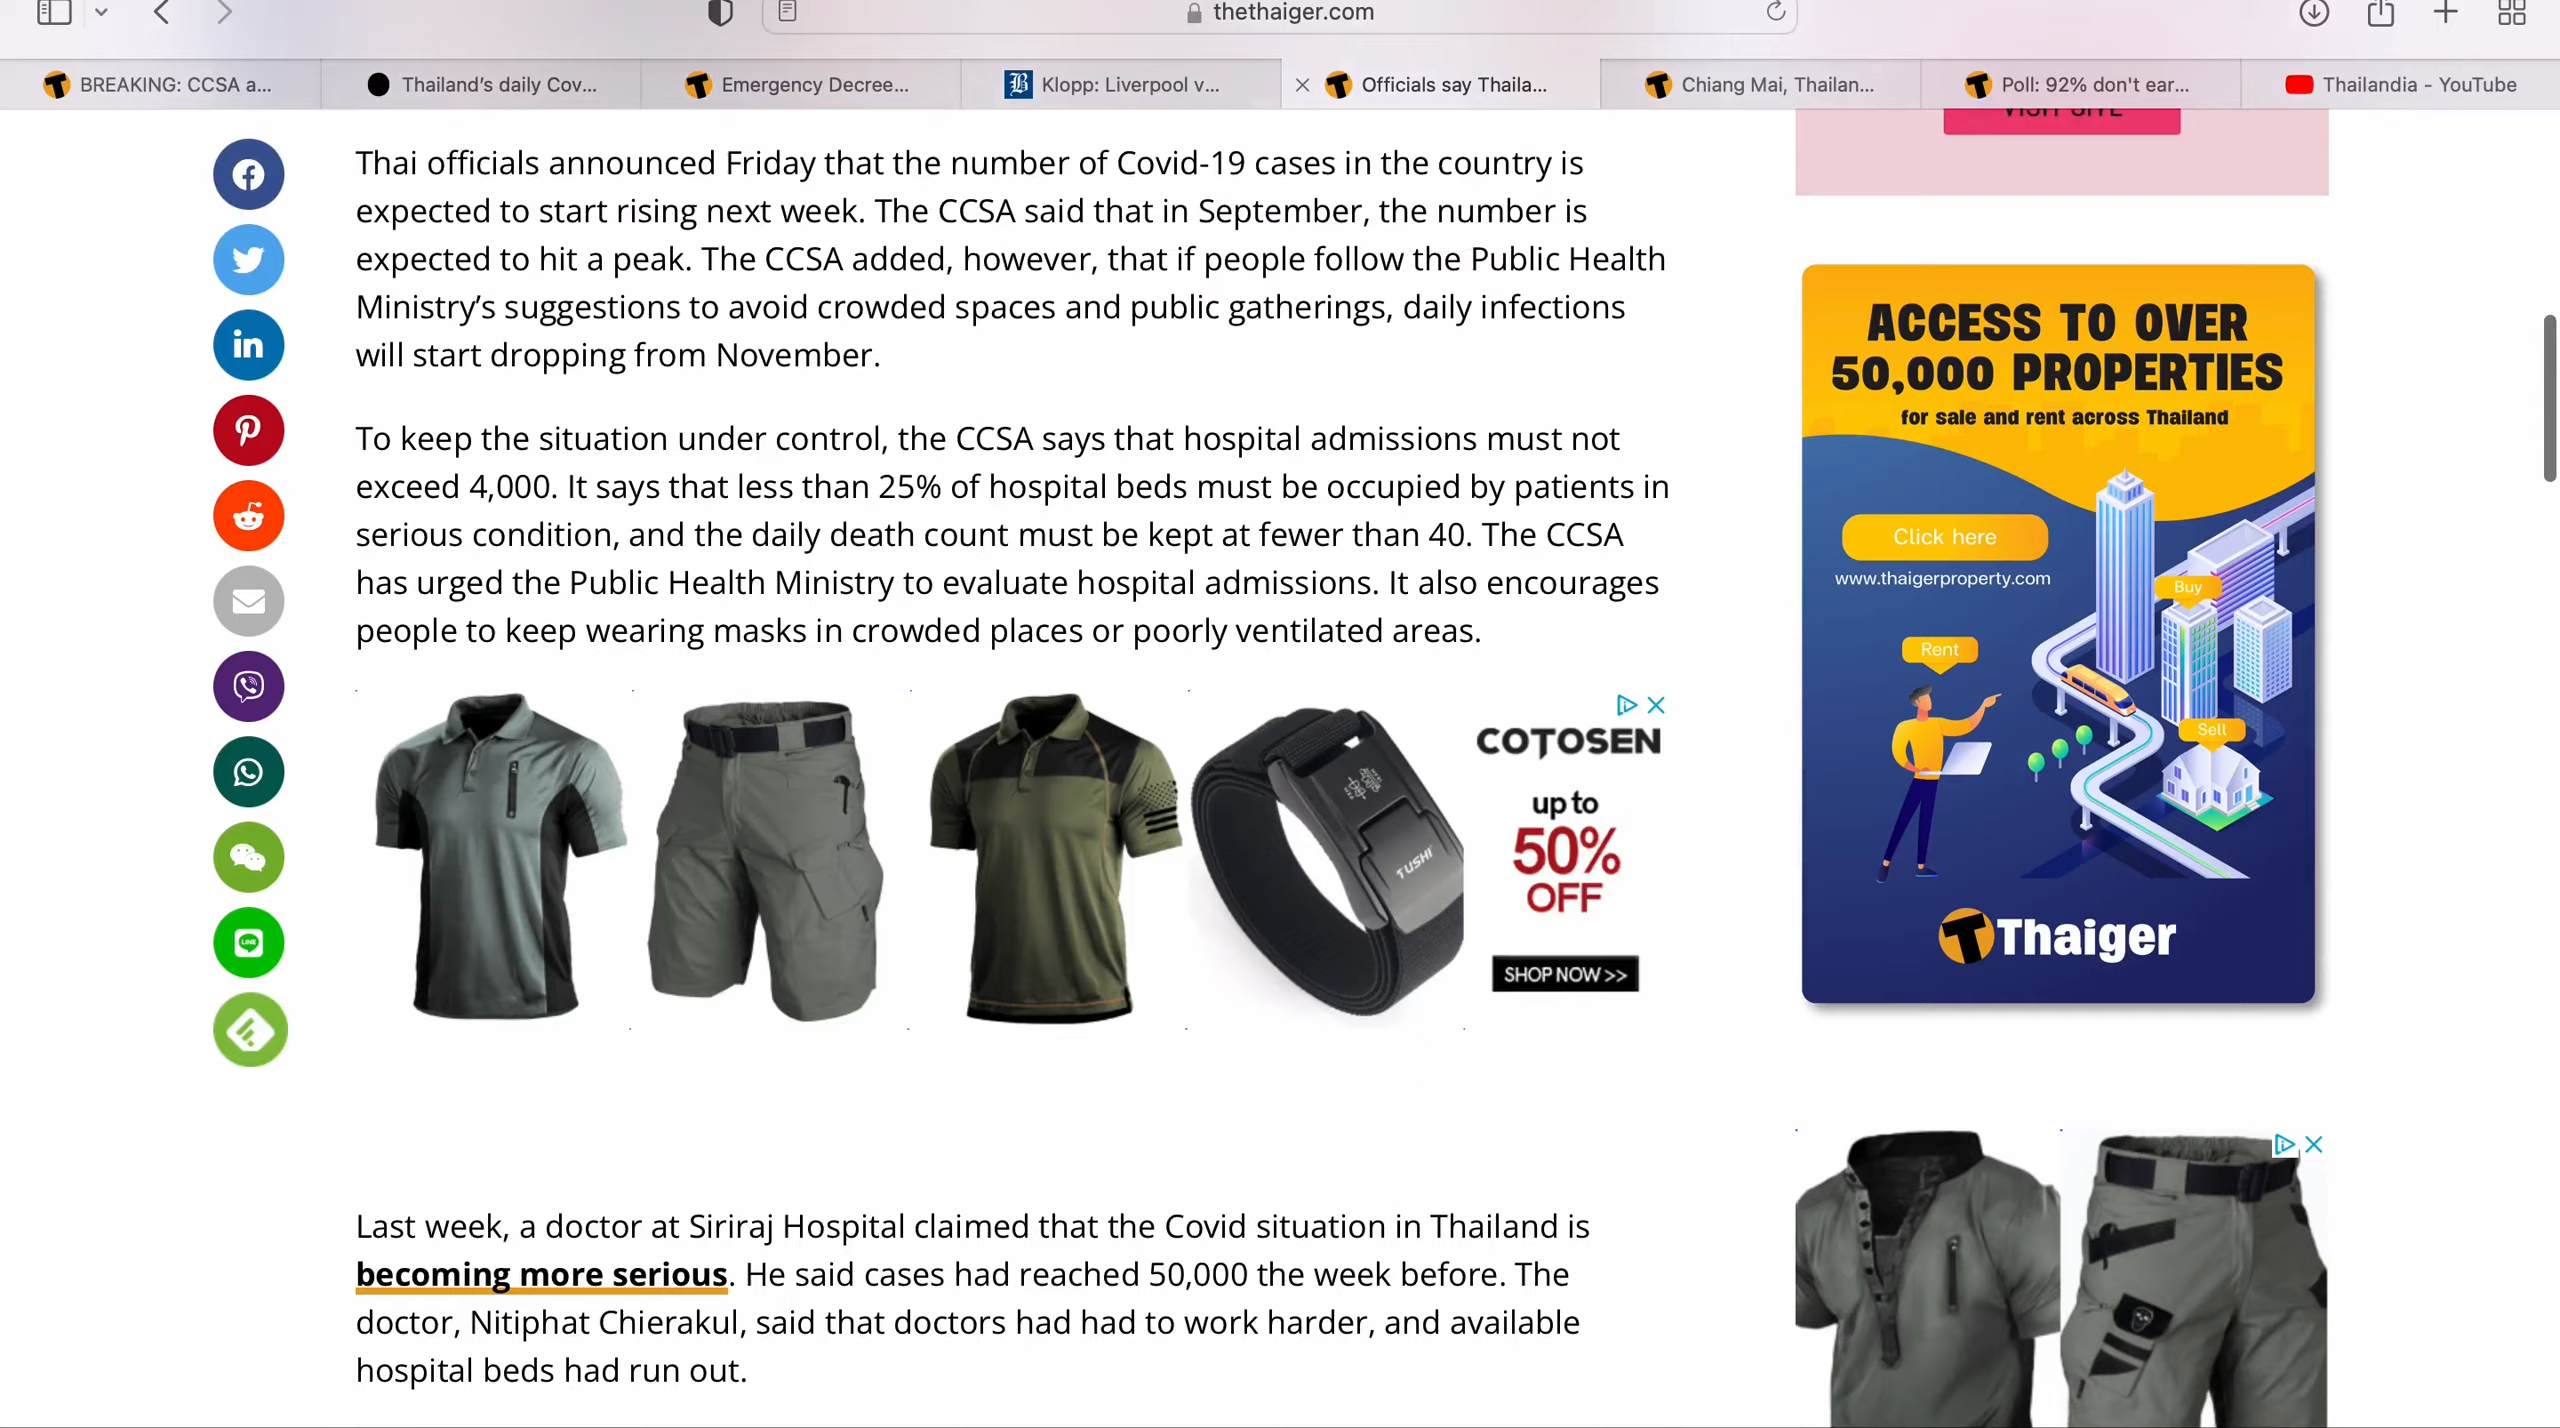 thethaiger.com
BREAKING: CCSA a...
Thailand's daily Cov...
Emergency Decree...
Klopp: Liverpool v...
Officials say Thaila...
Chiang Mai, Thailan...
Poll: 92% don't ear...
Thailandia - YouTube
VISIT SITE
Thai officials announced Friday that the number of Covid-19 cases in the country is
expected to start rising next week. The CCSA said that in September, the number is
expected to hit a peak. The CCSA added, however, that if people follow the Public Health
Ministry's suggestions to avoid crowded spaces and public gatherings, daily infections
will start dropping from November.
To keep the situation under control, the CCSA says that hospital admissions must not
exceed 4,000. It says that less than 25% of hospital beds must be occupied by patients in
serious condition, and the daily death count must be kept at fewer than 40. The CCSA
has urged the Public Health Ministry to evaluate hospital admissions. It also encourages
people to keep wearing masks in crowded places or poorly ventilated areas.
TUSHI
COTOSEN
up to
50%
OFF
SHOP NOW >>
LINE
Last week, a doctor at Siriraj Hospital claimed that the Covid situation in Thailand is
becoming more serious. He said cases had reached 50,000 the week before. The
doctor, Nitiphat Chierakul, said that doctors had had to work harder, and available
hospital beds had run out.
ACCESS TO OVER
50,000 PROPERTIES
for sale and rent across Thailand
Click here
www.thaigerproperty.com
Buy
Rent
Sell
Thaiger